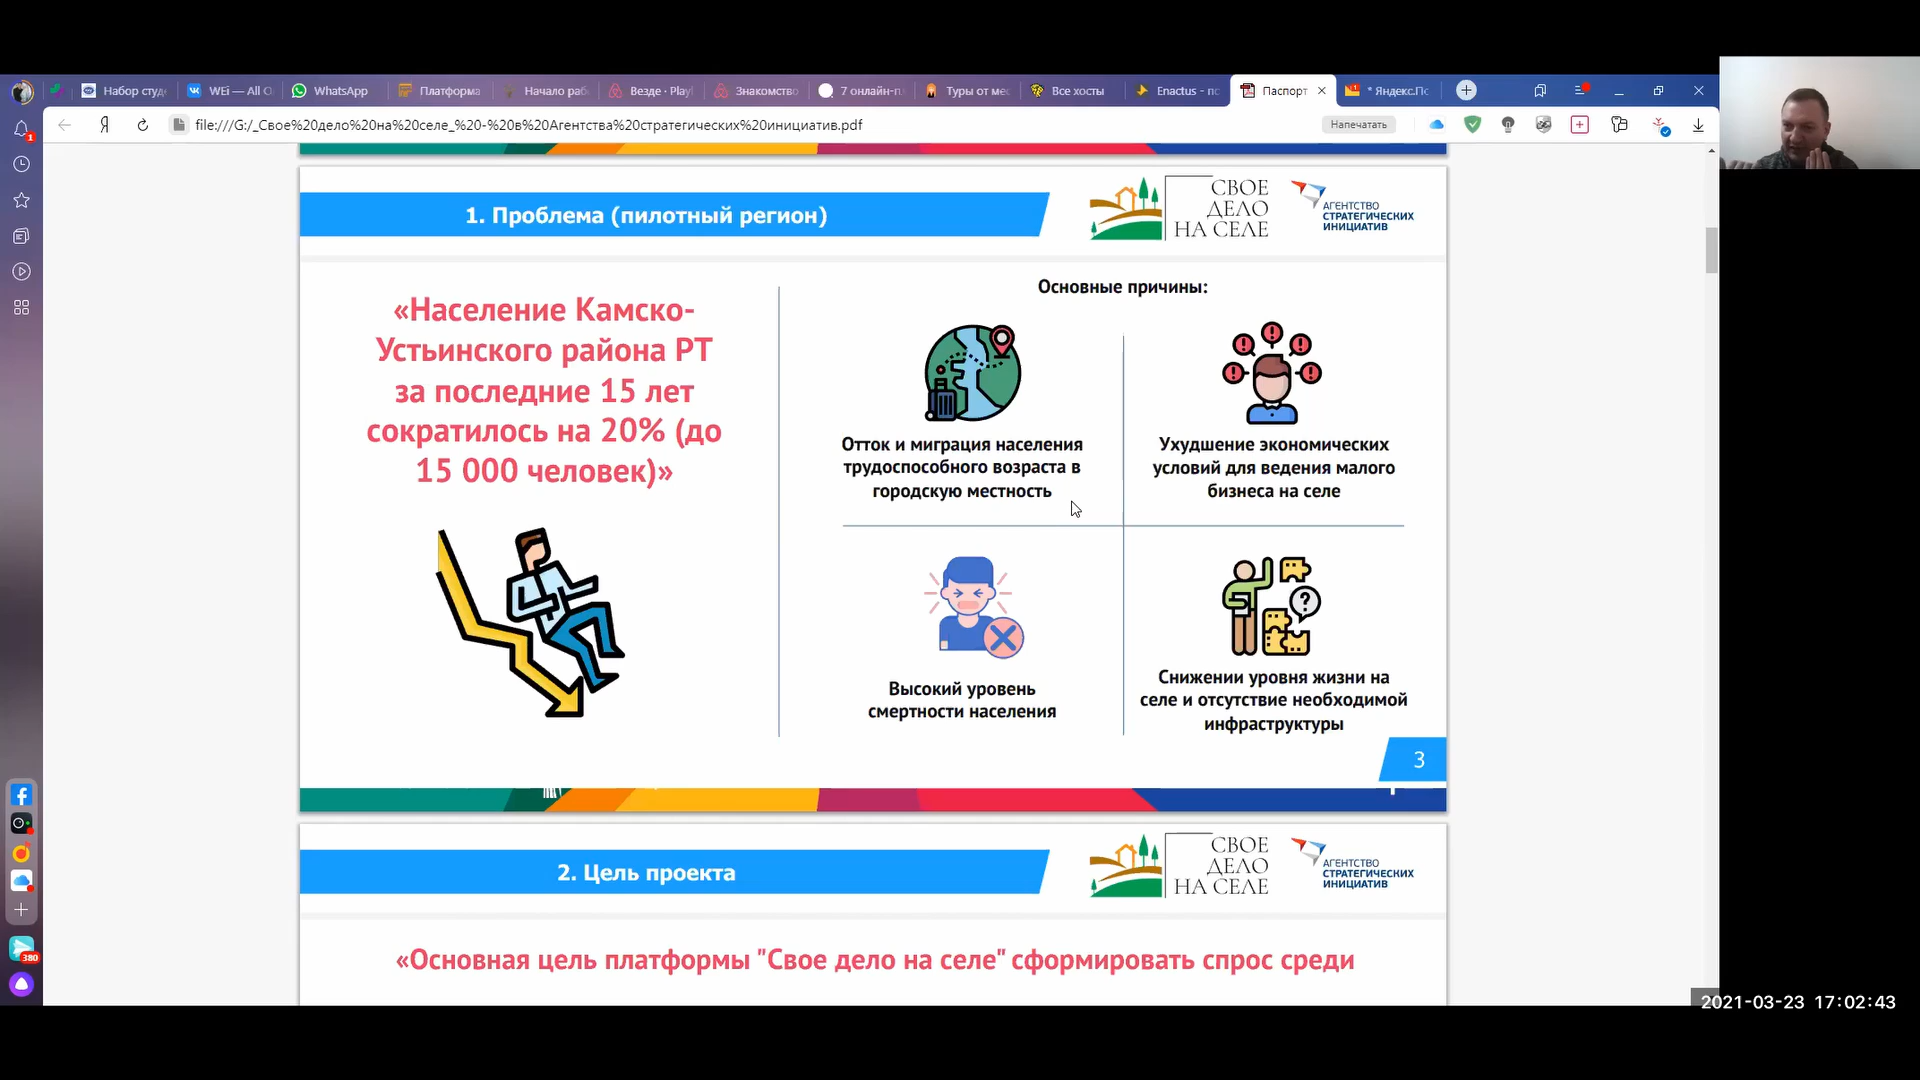 Набор студ
WEi — All O
WhatsApp
Платформа
Начало раб
Везде · Playl
Знакомство
7 онлайн-п
Туры от мес
Все хосты
Enactus - пс
Паспорт
* Яндекс.По
file:///G:/_Свое%20дело%20на%20селе_%20-%20в%20Агентства%20стратегических%20инициатив.pdf
Напечатать
1
1. Проблема (пилотный регион)
СВОЕ
ДЕЛО
НА СЕЛЕ
АГЕНТСТВО
СТРАТЕГИЧЕСКИХ
ИНИЦИАТИВ
«Население Камско-
Устьинского района РТ
за последние 15 лет
сократилось на 20% (до
15 000 человек)»
Основные причины:
Отток и миграция населения
трудоспособного возраста в
городскую местность
Ухудшение экономических
условий для ведения малого
бизнеса на селе
Высокий уровень
смертности населения
?
Снижении уровня жизни на
селе и отсутствие необходимой
инфраструктуры
3
2. Цель проекта
СВОЕ
ДЕЛО
НА СЕЛЕ
АГЕНТСТВО
СТРАТЕГИЧЕСКИХ
ИНИЦИАТИВ
«Основная цель платформы "Свое дело на селе" сформировать спрос среди
380
2021-03-23 17:02:43